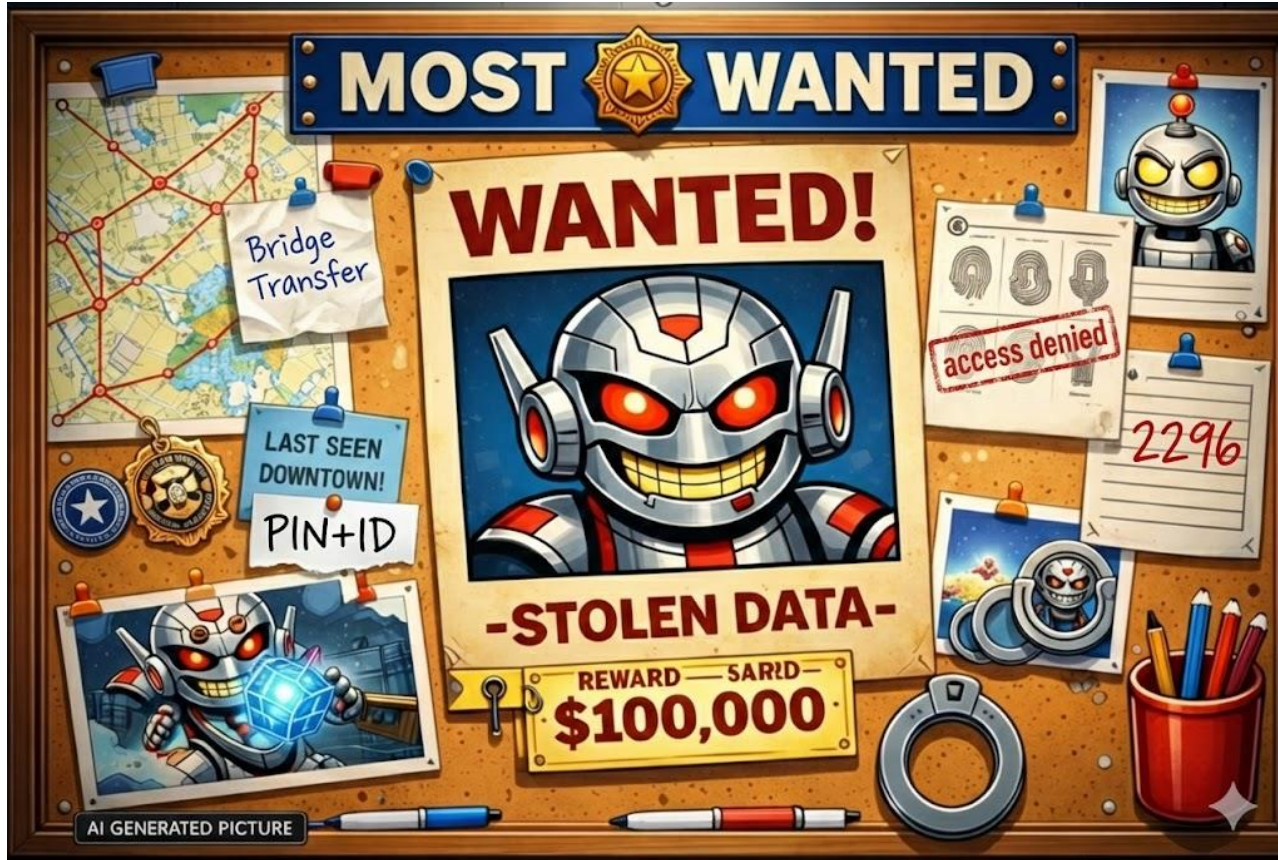 MOST WANTED
WANTED!
Bridge
Transfer
access denied
LAST SEEN
DOWNTOWN!
PIN+ID
2296
-STOLEN DATA-
REWARD — SARD —
$100,000
AI GENERATED PICTURE